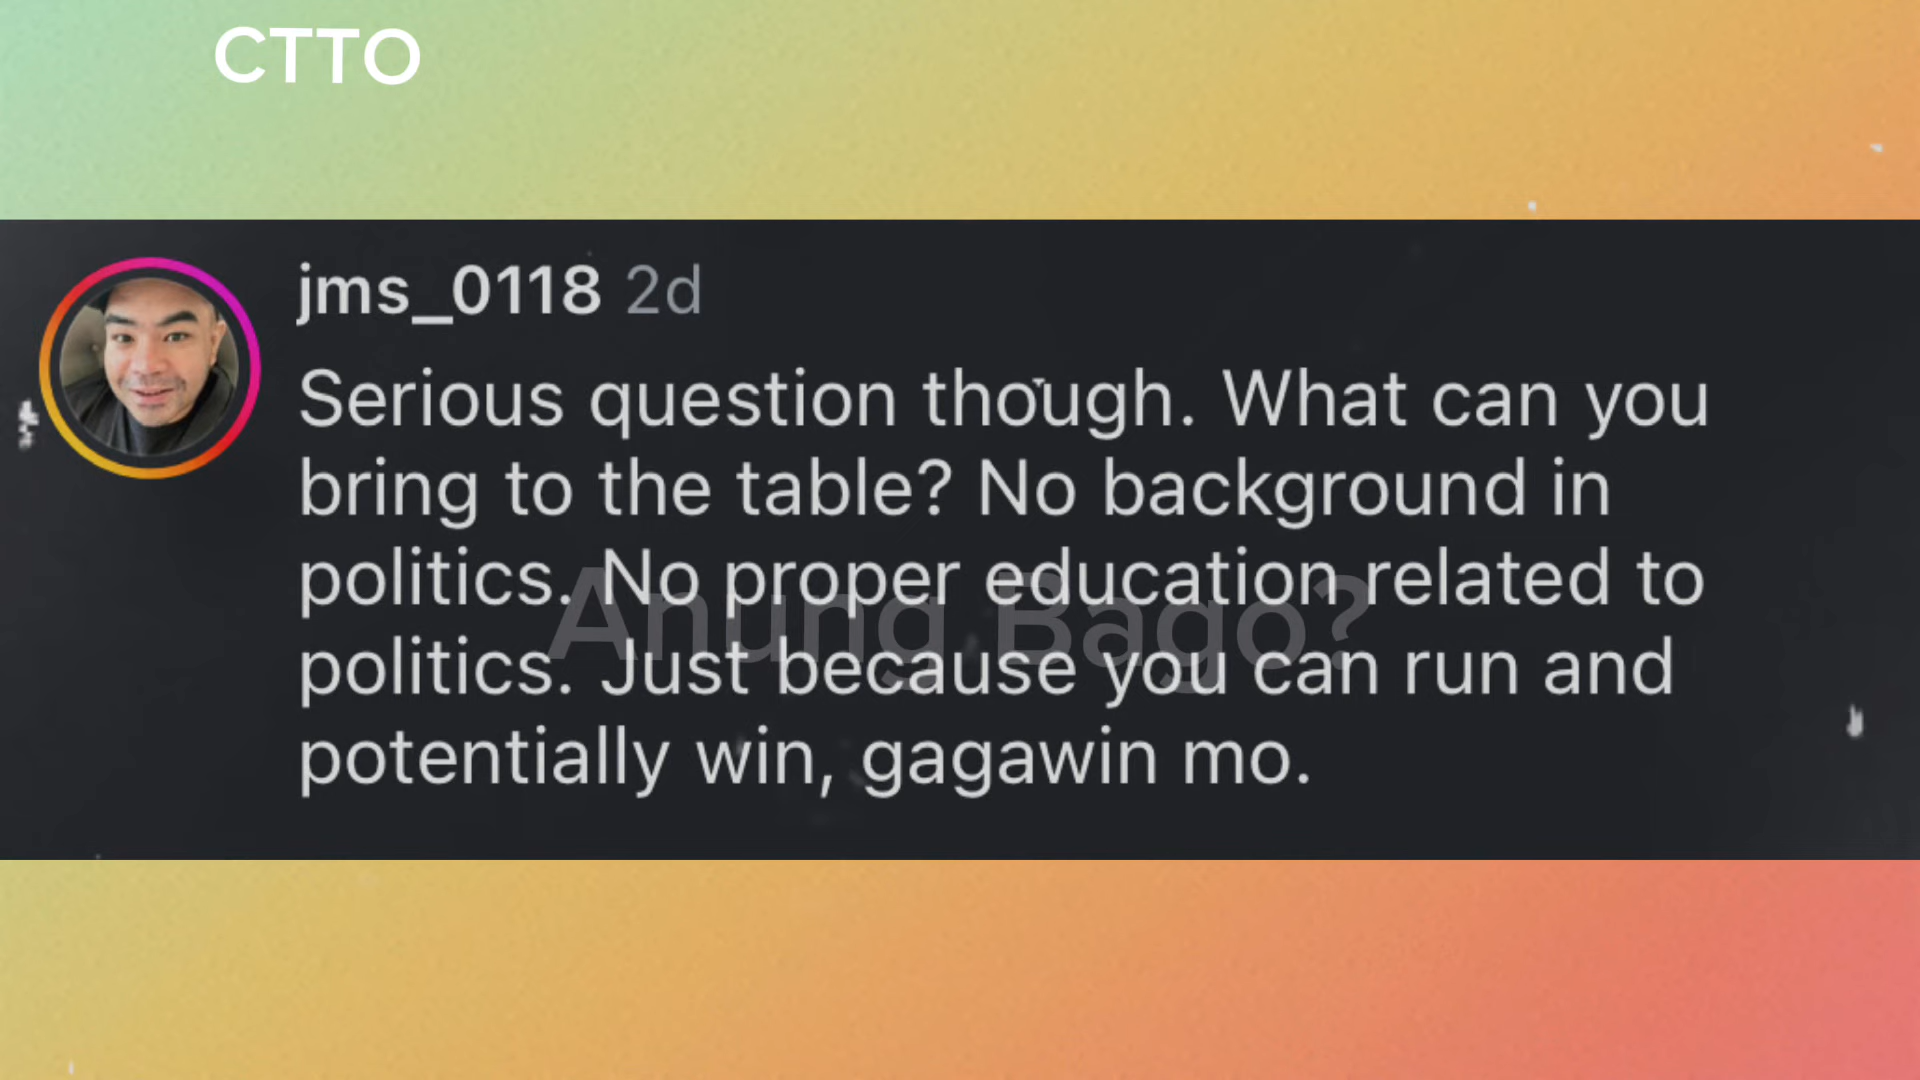 CTTO
jms_0118 2d
Serious question though. What can you
bring to the table? No background in
politics. No proper education related to
politics. Just because you can run and
potentially win, gagawin mo.
Anung Bago?